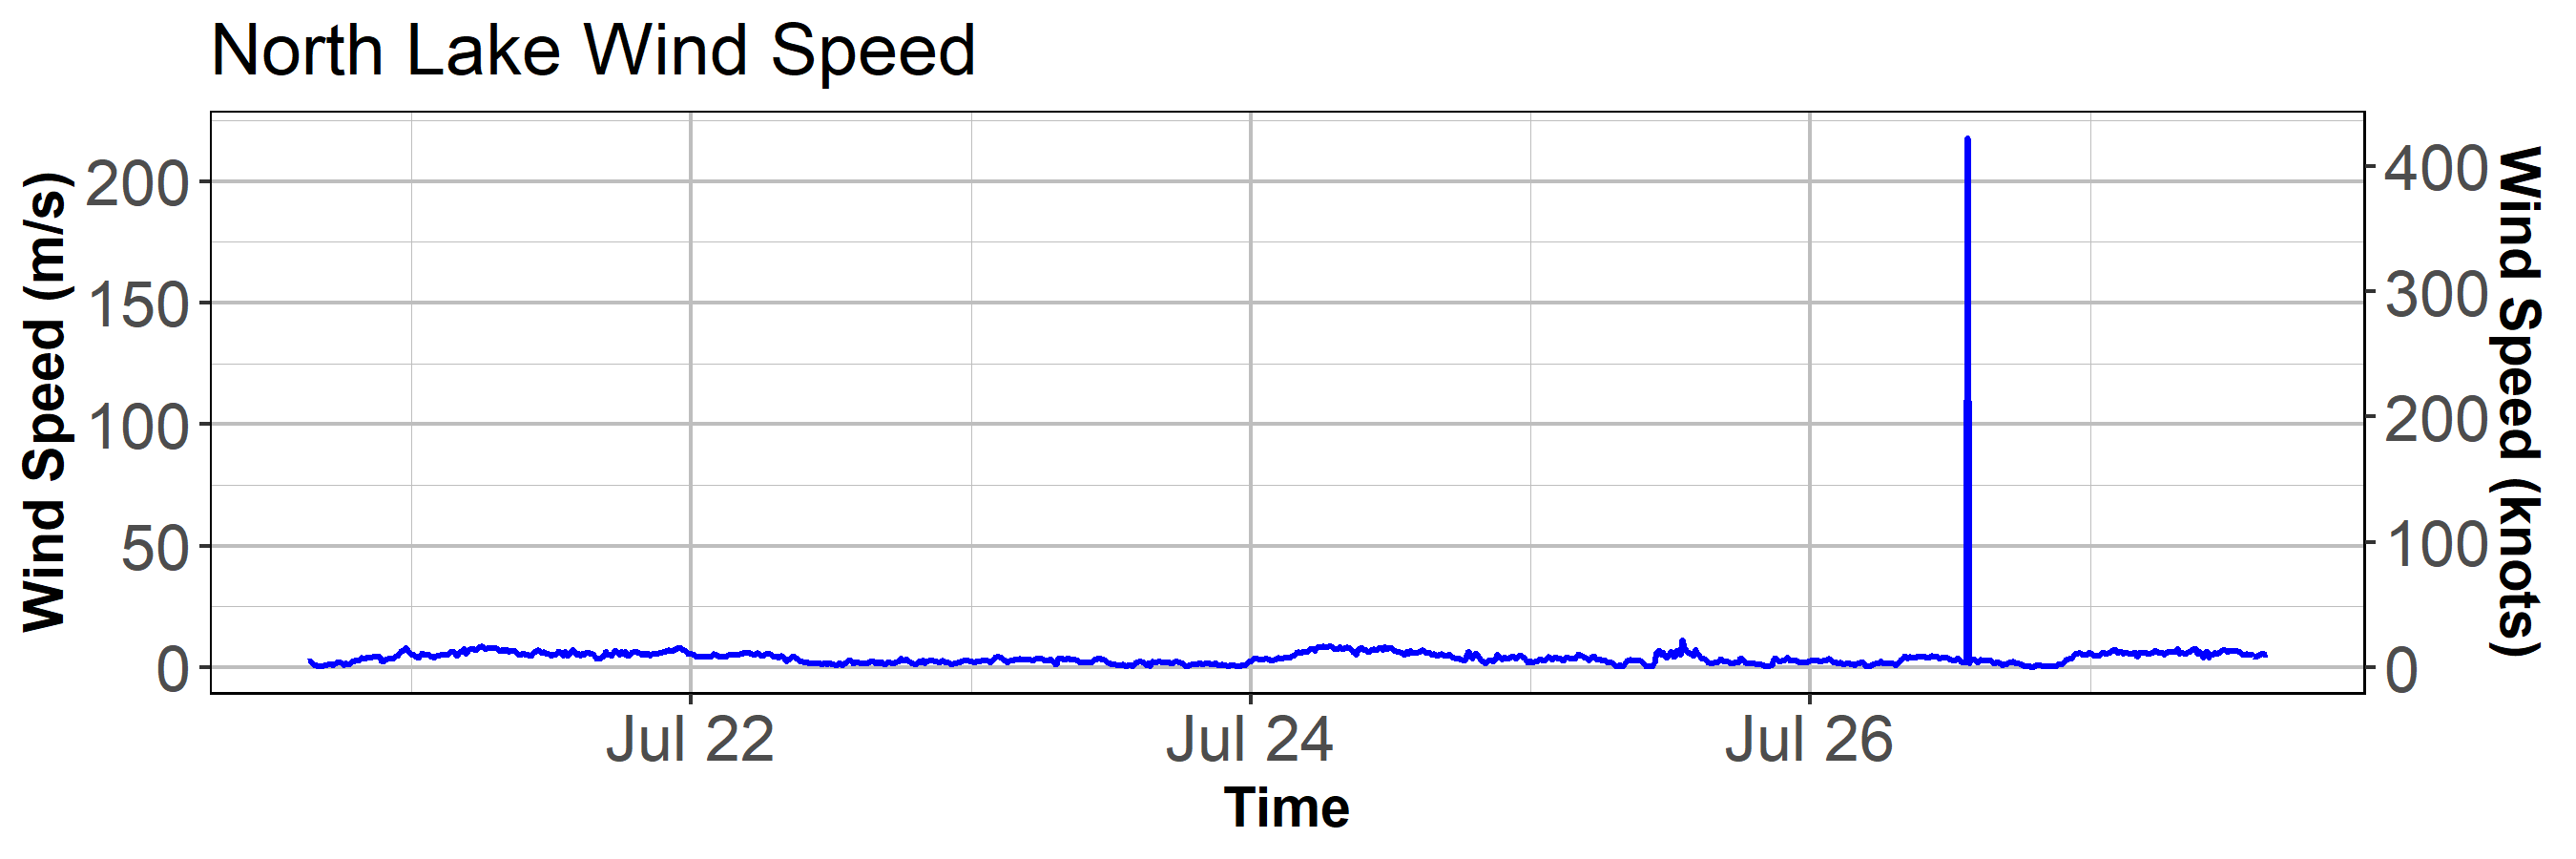 North Lake Wind Speed
Wind Speed (m/s)
200
150
100
50
0
400
300
200
100
0
Wind Speed (knots)
Jul 22
Jul 24
Jul 26
Time